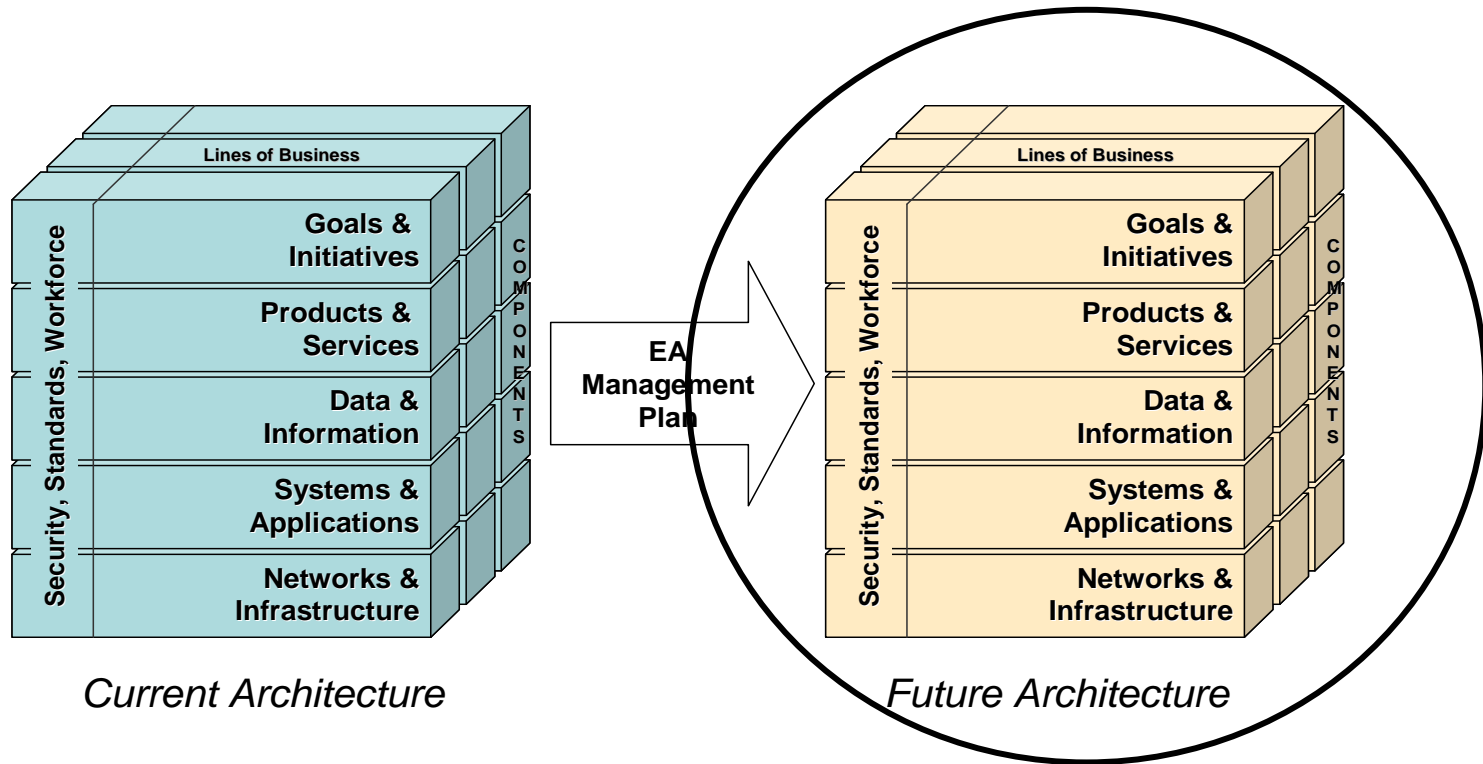 Lines of Business
Goals &
Initiatives
Products &
Services
Data &
Information
Systems &
Applications
Networks &
Infrastructure
Security, Standards, Workforce
COMPONENTS
Current Architecture
EA
Management
Plan
Lines of Business
Goals &
Initiatives
Products &
Services
Data &
Information
Systems &
Applications
Networks &
Infrastructure
Security, Standards, Workforce
COMPONENTS
Future Architecture